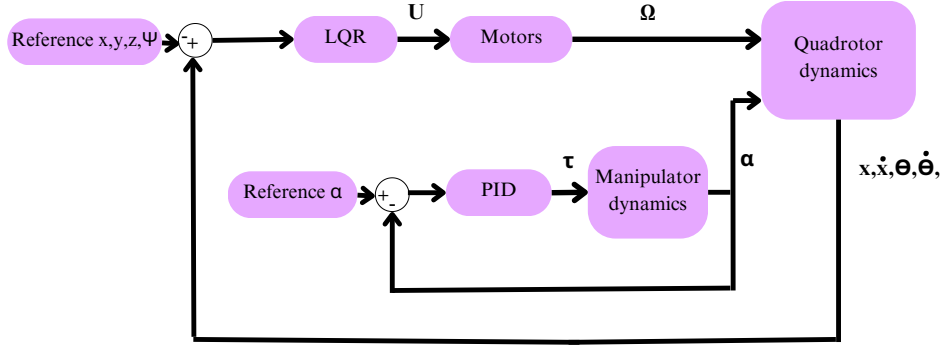 U
Ω
Reference x,y,z,Ψ
-
+
LQR
Motors
Quadrotor
dynamics
τ
α
x,ẋ,ɵ,ɵ̇,
Reference α
+
-
PID
Manipulator
dynamics